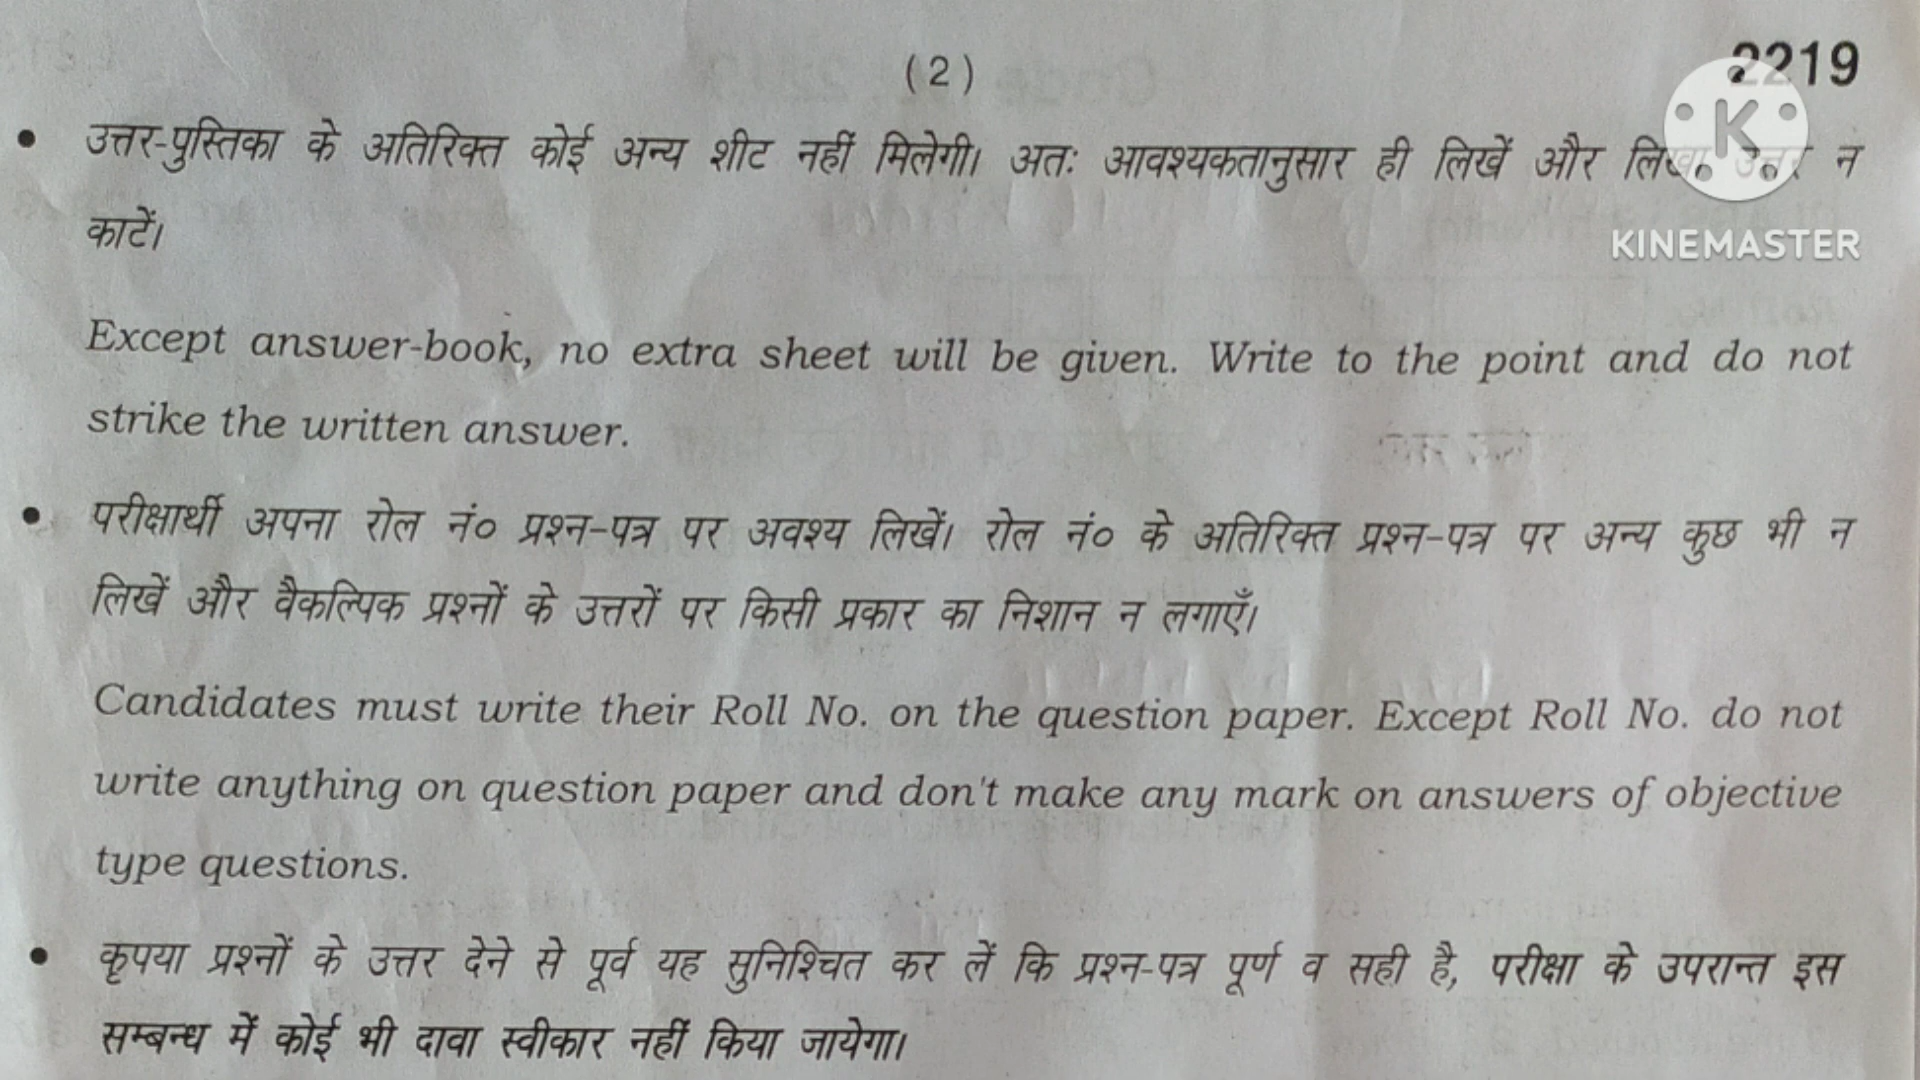 (2)
2219
• उत्तर-पुस्तिका के अतिरिक्त कोई अन्य शीट नहीं मिलेगी। अतः आवश्यकतानुसार ही लिखें और लिखा उत्तर न
काटें।
K
KINEMASTER
Except answer-book, no extra sheet will be given. Write to the point and do not
strike the written answer.
• परीक्षार्थी अपना रोल नं० प्रश्न-पत्र पर अवश्य लिखें। रोल नं० के अतिरिक्त प्रश्न-पत्र पर अन्य कुछ भी न
लिखें और वैकल्पिक प्रश्नों के उत्तरों पर किसी प्रकार का निशान न लगाएँ।
Candidates must write their Roll No. on the question paper. Except Roll No. do not
write anything on question paper and don't make any mark on answers of objective
type questions.
• कृपया प्रश्नों के उत्तर देने से पूर्व यह सुनिश्चित कर लें कि प्रश्न-पत्र पूर्ण व सही है, परीक्षा के उपरान्त इस
सम्बन्ध में कोई भी दावा स्वीकार नहीं किया जायेगा।